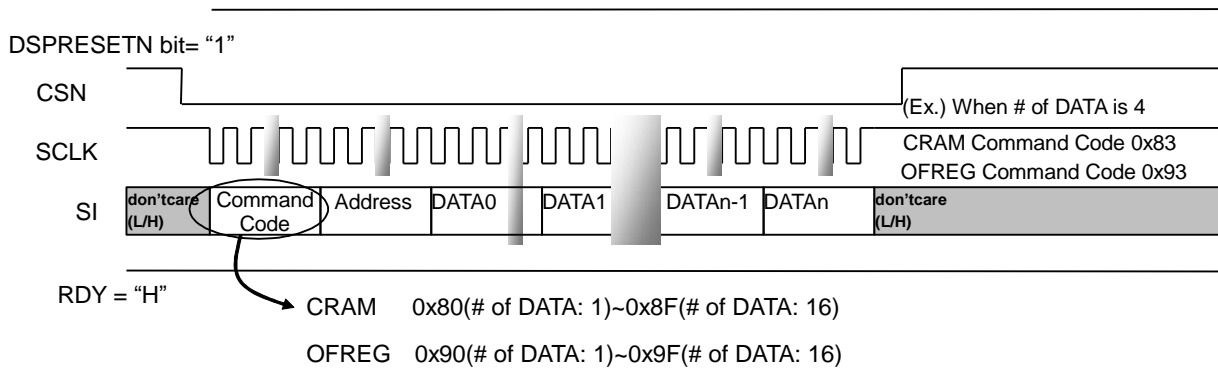 DSPRESETN bit= “1”
CSN
(Ex.) When # of DATA is 4
SCLK
CRAM Command Code 0x83
OFREG Command Code 0x93
SI
don'tcare
(L/H)
Command
Code
Address
DATA0
DATA1
DATAn-1
DATAn
don'tcare
(L/H)
RDY = “H”
CRAM 0x80(# of DATA: 1)~0x8F(# of DATA: 16)
OFREG 0x90(# of DATA: 1)~0x9F(# of DATA: 16)